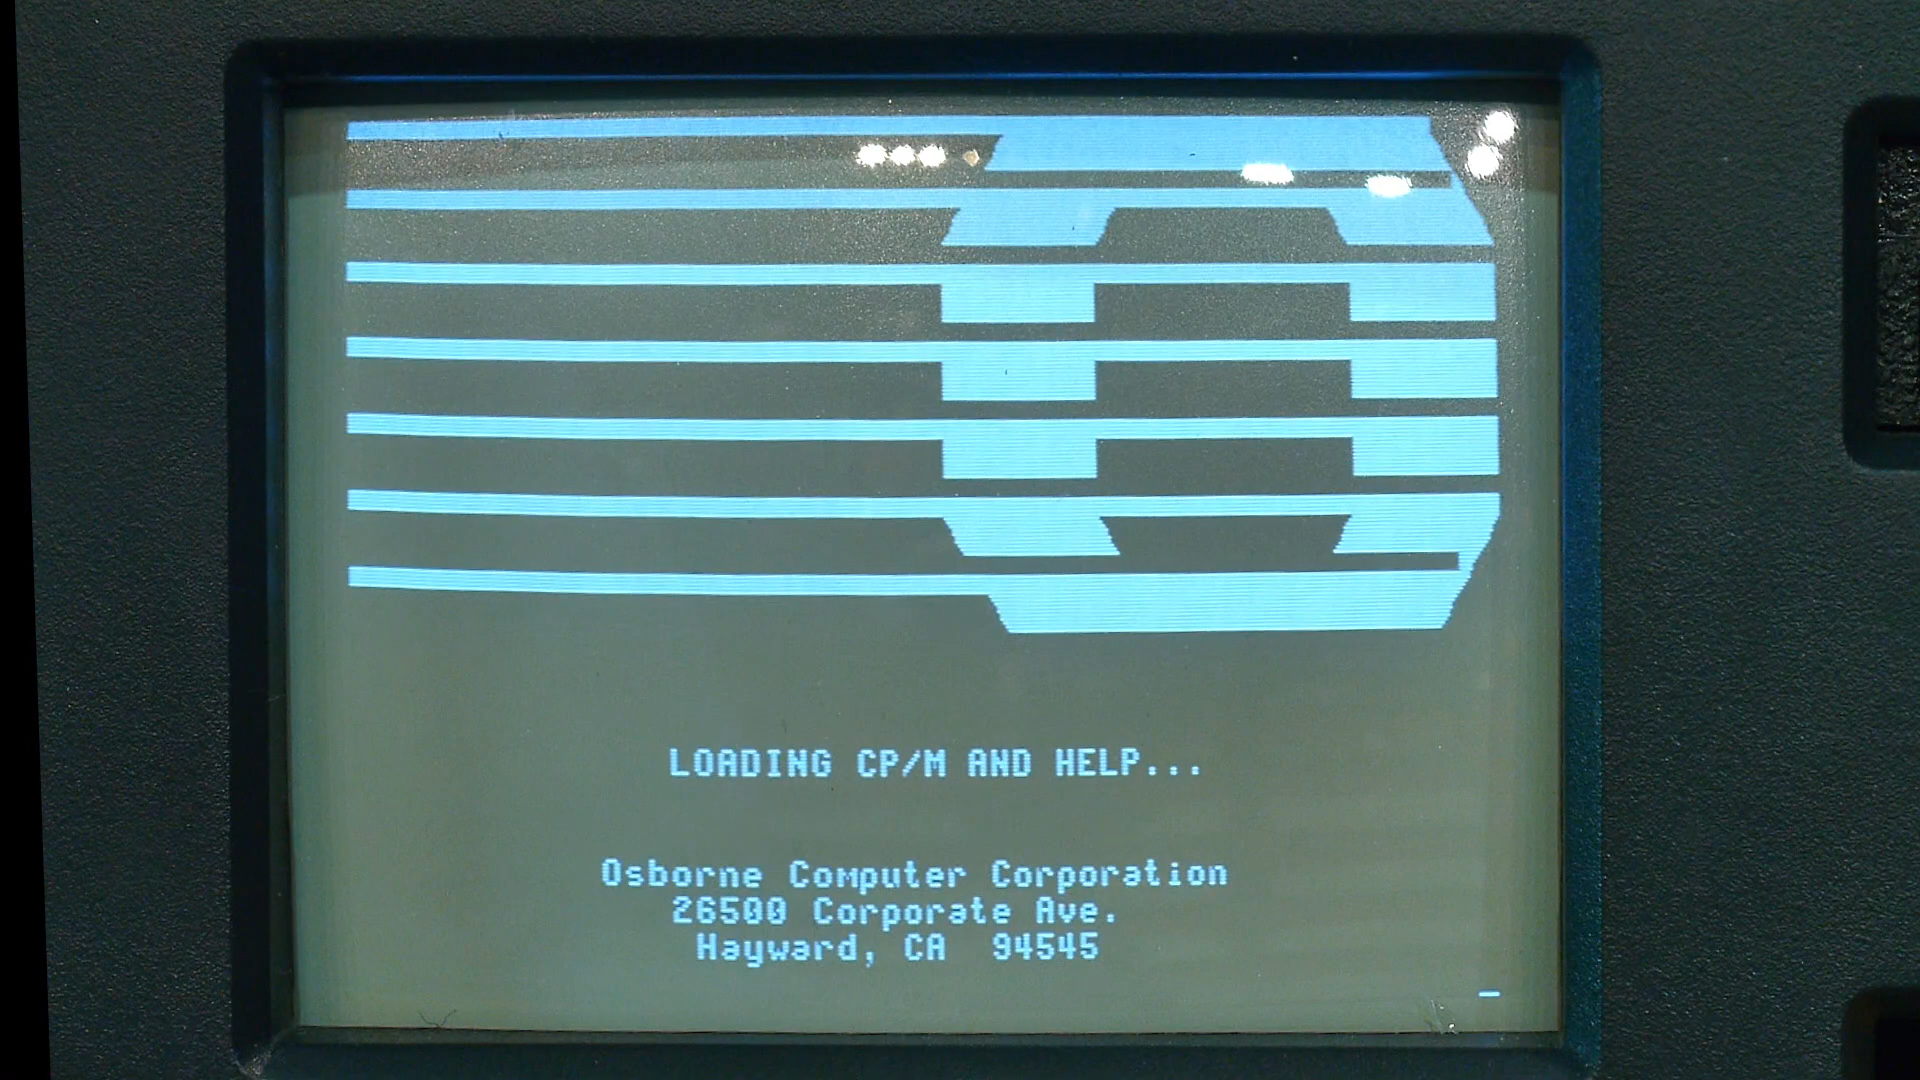 LOADING CP/M AND HELP...
Osborne Computer Corporation
26500 Corporate Ave.
Hayward, CA  94545